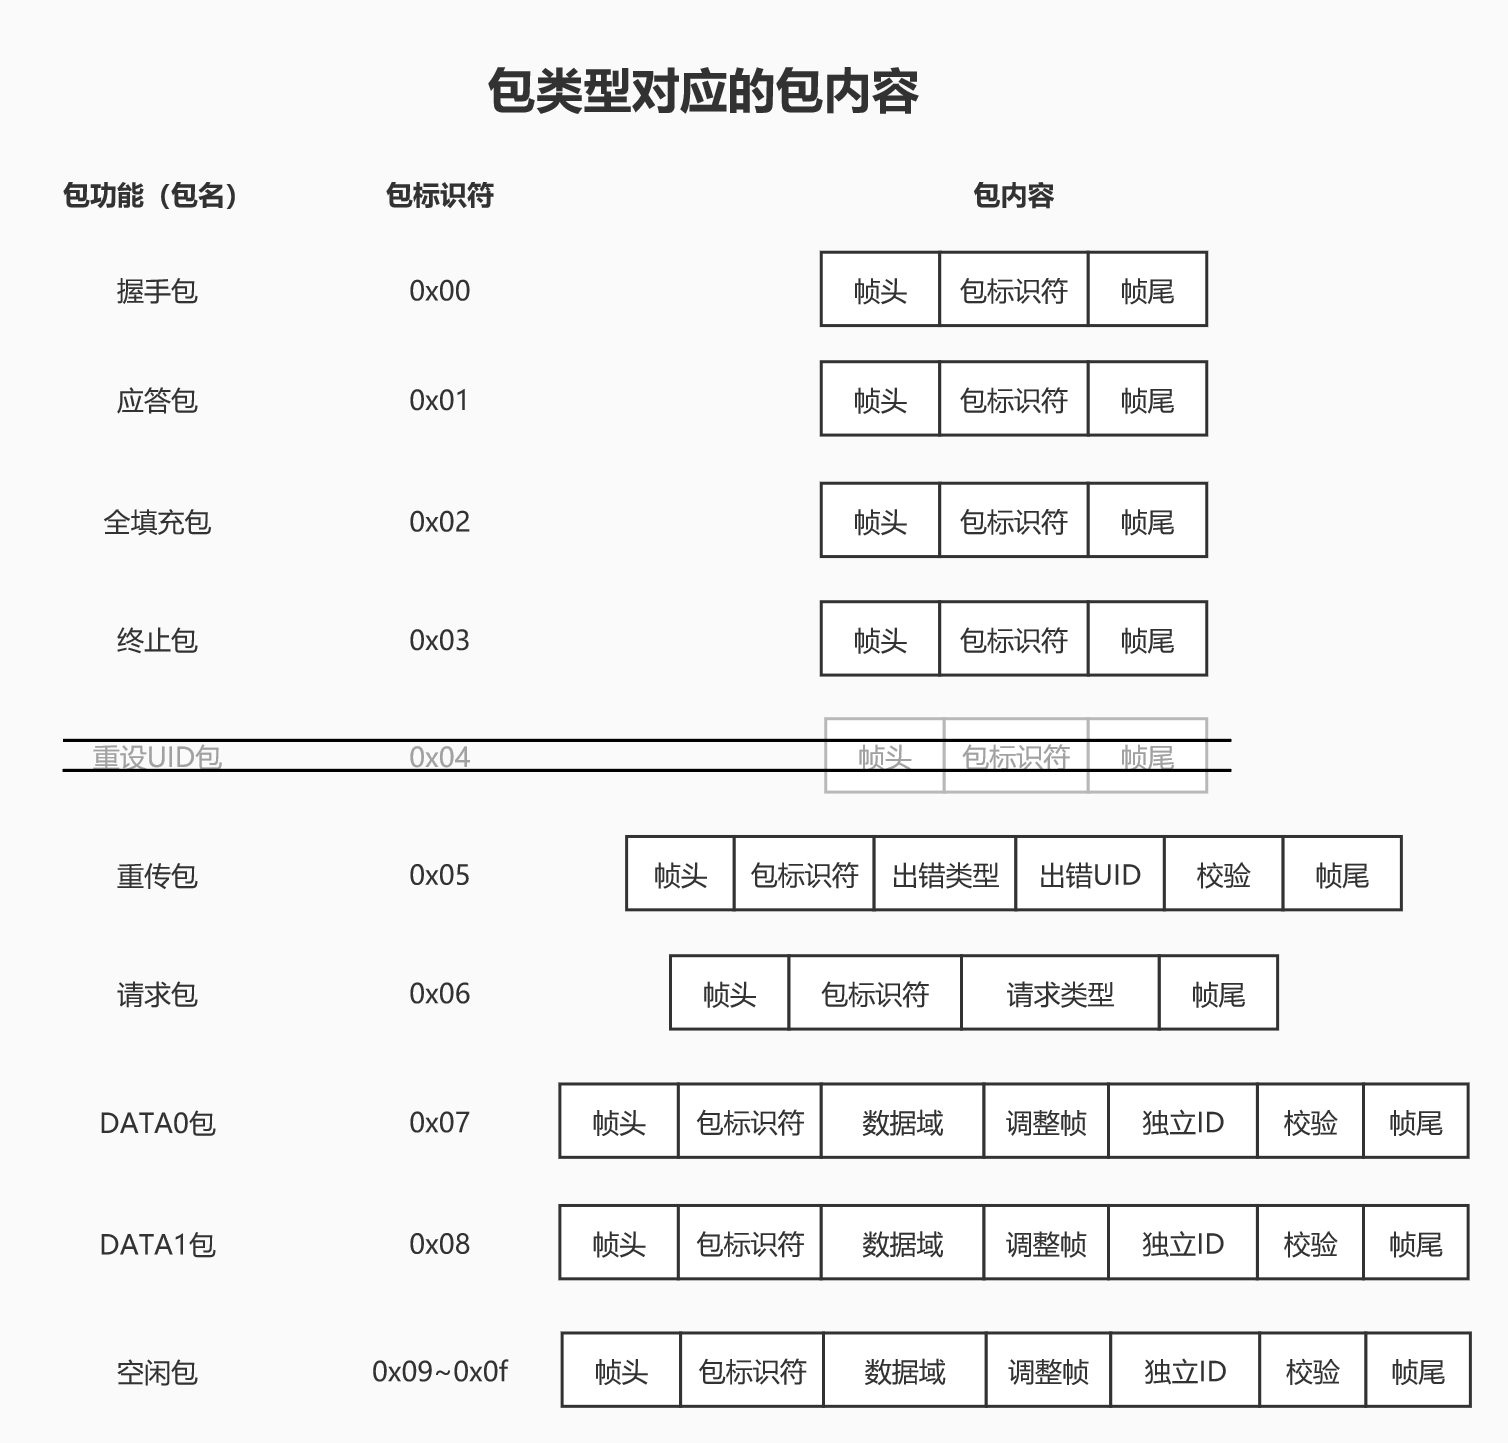 包类型对应的包内容
包功能（包名） 包标识符 包内容
握手包 0x00 帧头 包标识符 帧尾
应答包 0x01 帧头 包标识符 帧尾
全填充包 0x02 帧头 包标识符 帧尾
终止包 0x03 帧头 包标识符 帧尾
重设UID包 0x04 帧头 包标识符 帧尾
重传包 0x05 帧头 包标识符 出错类型 出错UID 校验 帧尾
请求包 0x06 帧头 包标识符 请求类型 帧尾
DATA0包 0x07 帧头 包标识符 数据域 调整帧 独立ID 校验 帧尾
DATA1包 0x08 帧头 包标识符 数据域 调整帧 独立ID 校验 帧尾
空闲包 0x09~0x0f 帧头 包标识符 数据域 调整帧 独立ID 校验 帧尾